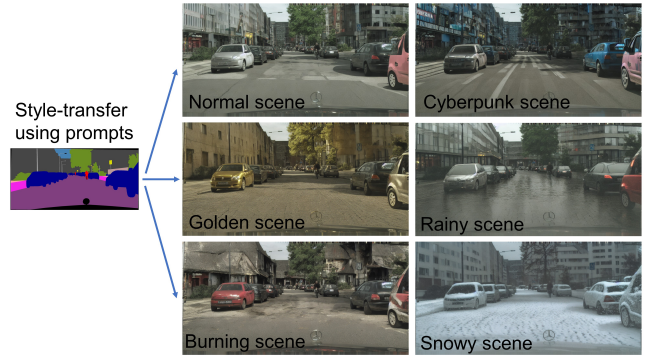 Style-transfer
using prompts
Normal scene
Cyberpunk scene
Golden scene
Rainy scene
Burning scene
Snowy scene